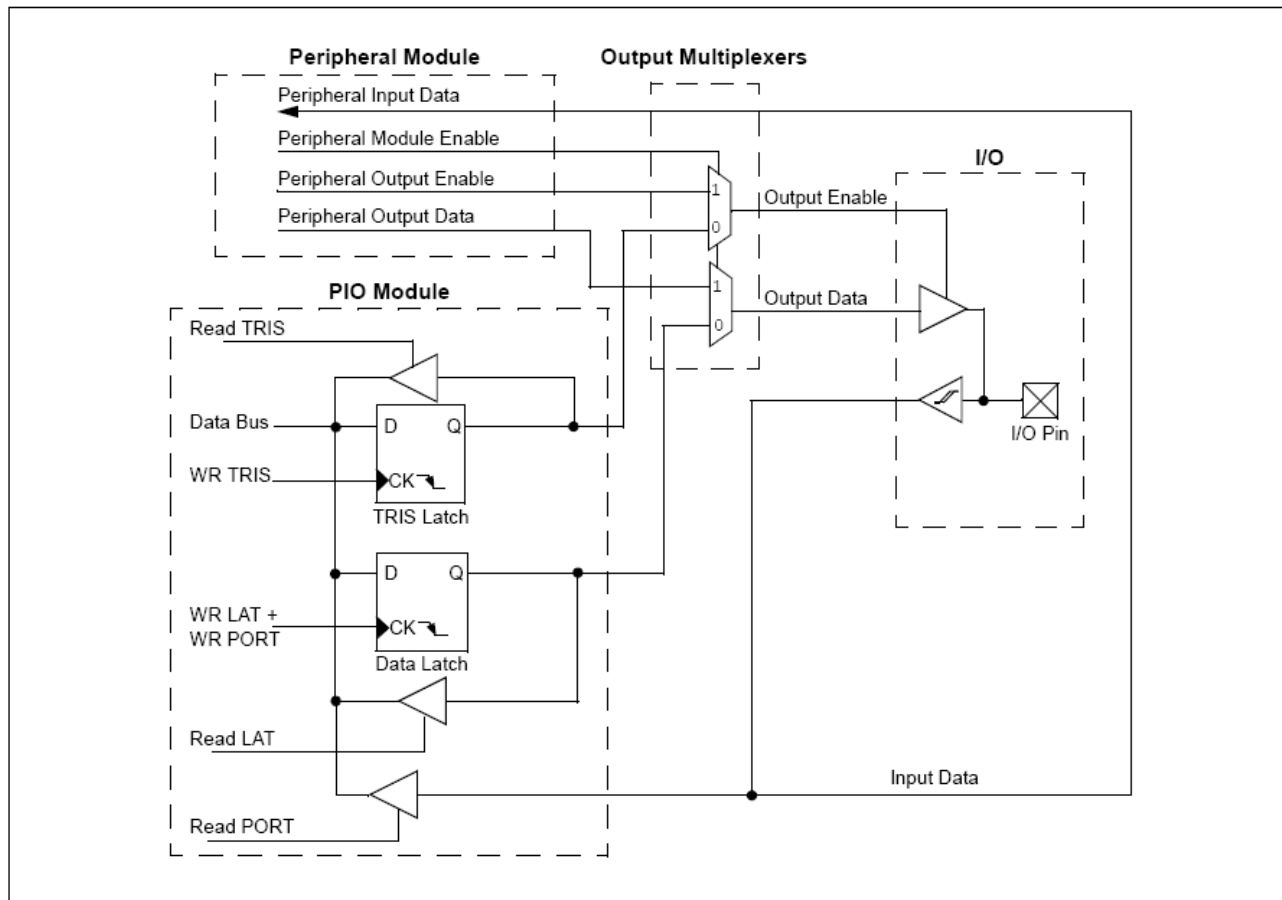 Peripheral Module
Output Multiplexers
Peripheral Input Data
Peripheral Module Enable
I/O
Peripheral Output Enable
1
Output Enable
Peripheral Output Data
0
PIO Module
1
Output Data
Read TRIS
0
Data Bus
D
Q
I/O Pin
WR TRIS
CK
TRIS Latch
D
Q
WR LAT +
WR PORT
CK
Data Latch
Read LAT
Input Data
Read PORT